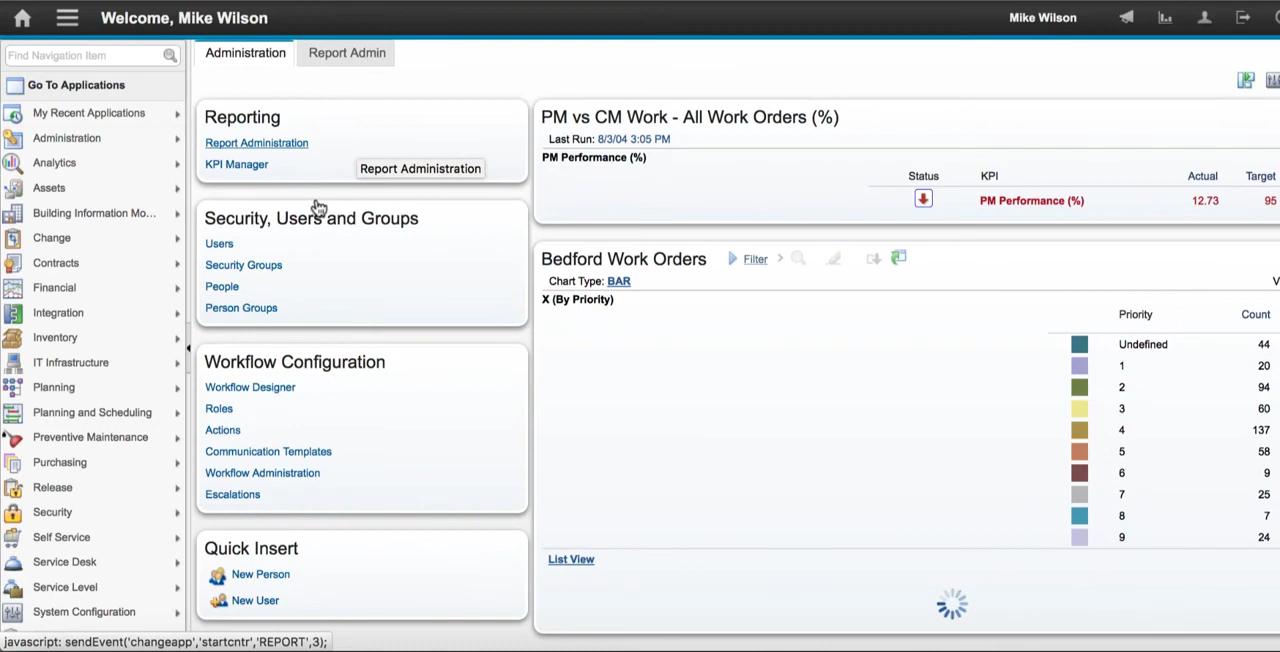 Welcome, Mike Wilson
Mike Wilson
Find Navigation Item
Go To Applications
My Recent Applications
Administration
Analytics
Assets
Building Information Mo...
Change
Contracts
Financial
Integration
Inventory
IT Infrastructure
Planning
Planning and Scheduling
Preventive Maintenance
Purchasing
Release
Security
Self Service
Service Desk
Service Level
System Configuration
javascript: sendEvent('changeapp','startcntr','REPORT',3);
Administration
Report Admin
Reporting
Report Administration
KPI Manager
Report Administration
Security, Users and Groups
Users
Security Groups
People
Person Groups
Workflow Configuration
Workflow Designer
Roles
Actions
Communication Templates
Workflow Administration
Escalations
Quick Insert
New Person
New User
PM vs CM Work - All Work Orders (%)
Last Run: 8/3/04 3:05 PM
PM Performance (%)
Status KPI Actual Target
PM Performance (%) 12.73 95
Bedford Work Orders Filter
Chart Type: BAR V
X (By Priority)
Priority Count
Undefined 44
1 20
2 94
3 60
4 137
5 58
6 9
7 25
8 7
9 24
List View